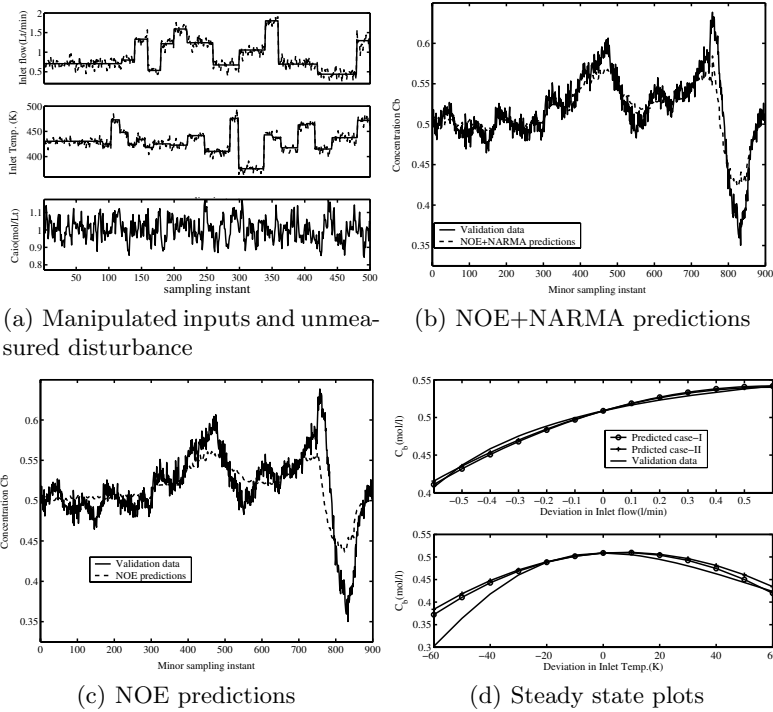 2
1.5
1
0.5
Inlet flow(Lt/min)
500
450
400
Inlet Temp. (K)
1.1
1
0.9
0.8
Caio(mol/Lt)
50 100 150 200 250 300 350 400 450 500
sampling instant
(a) Manipulated inputs and unmea-
sured disturbance
0.6
0.55
0.5
0.45
0.4
0.35
Concentration Cb
Validation data
NOE+NARMA predictions
0 100 200 300 400 500 600 700 800 900
Minor sampling instant
(b) NOE+NARMA predictions
0.6
0.55
0.5
0.45
0.4
0.35
Concentration Cb
Validation data
NOE predictions
0 100 200 300 400 500 600 700 800 900
Minor sampling instant
(c) NOE predictions
0.55
0.5
0.45
0.4
C_b(mol/l)
Predicted case-I
Prdicted case-II
Validation data
-0.5 -0.4 -0.3 -0.2 -0.1 0 0.1 0.2 0.3 0.4 0.5
Deviation in Inlet flow(l/min)
0.55
0.5
0.45
0.4
0.35
0.3
C_b(mol/l)
-60 -40 -20 0 20 40 60
Deviation in Inlet Temp.(K)
(d) Steady state plots